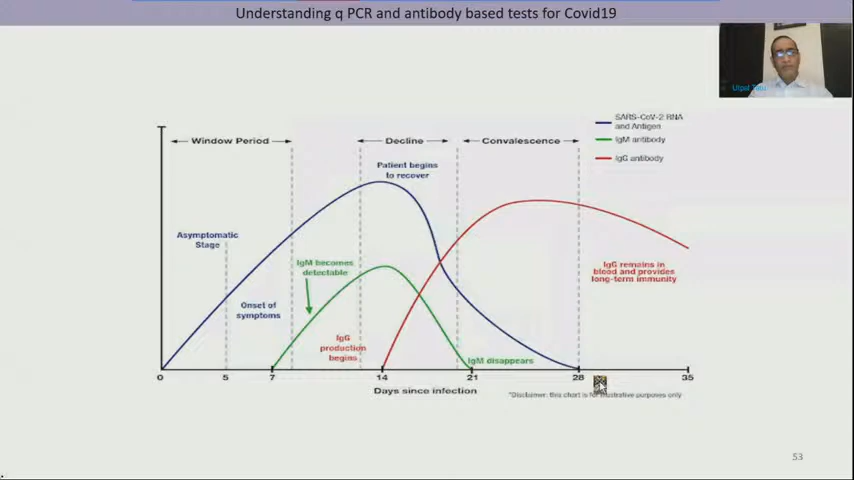 Understanding q PCR and antibody based tests for Covid19
Utpal Tatu
SARS-CoV-2 RNA
and Antigen
IgM antibody
IgG antibody
Window Period
Decline
Convalescence
Patient begins
to recover
Asymptomatic
Stage
IgM becomes
detectable
IgG remains in
blood and provides
long-term immunity
Onset of
symptoms
IgG
production
begins
IgM disappears
0 5 7 14 21 28 35
Days since infection
*Disclaimer: this chart is for illustrative purposes only
53